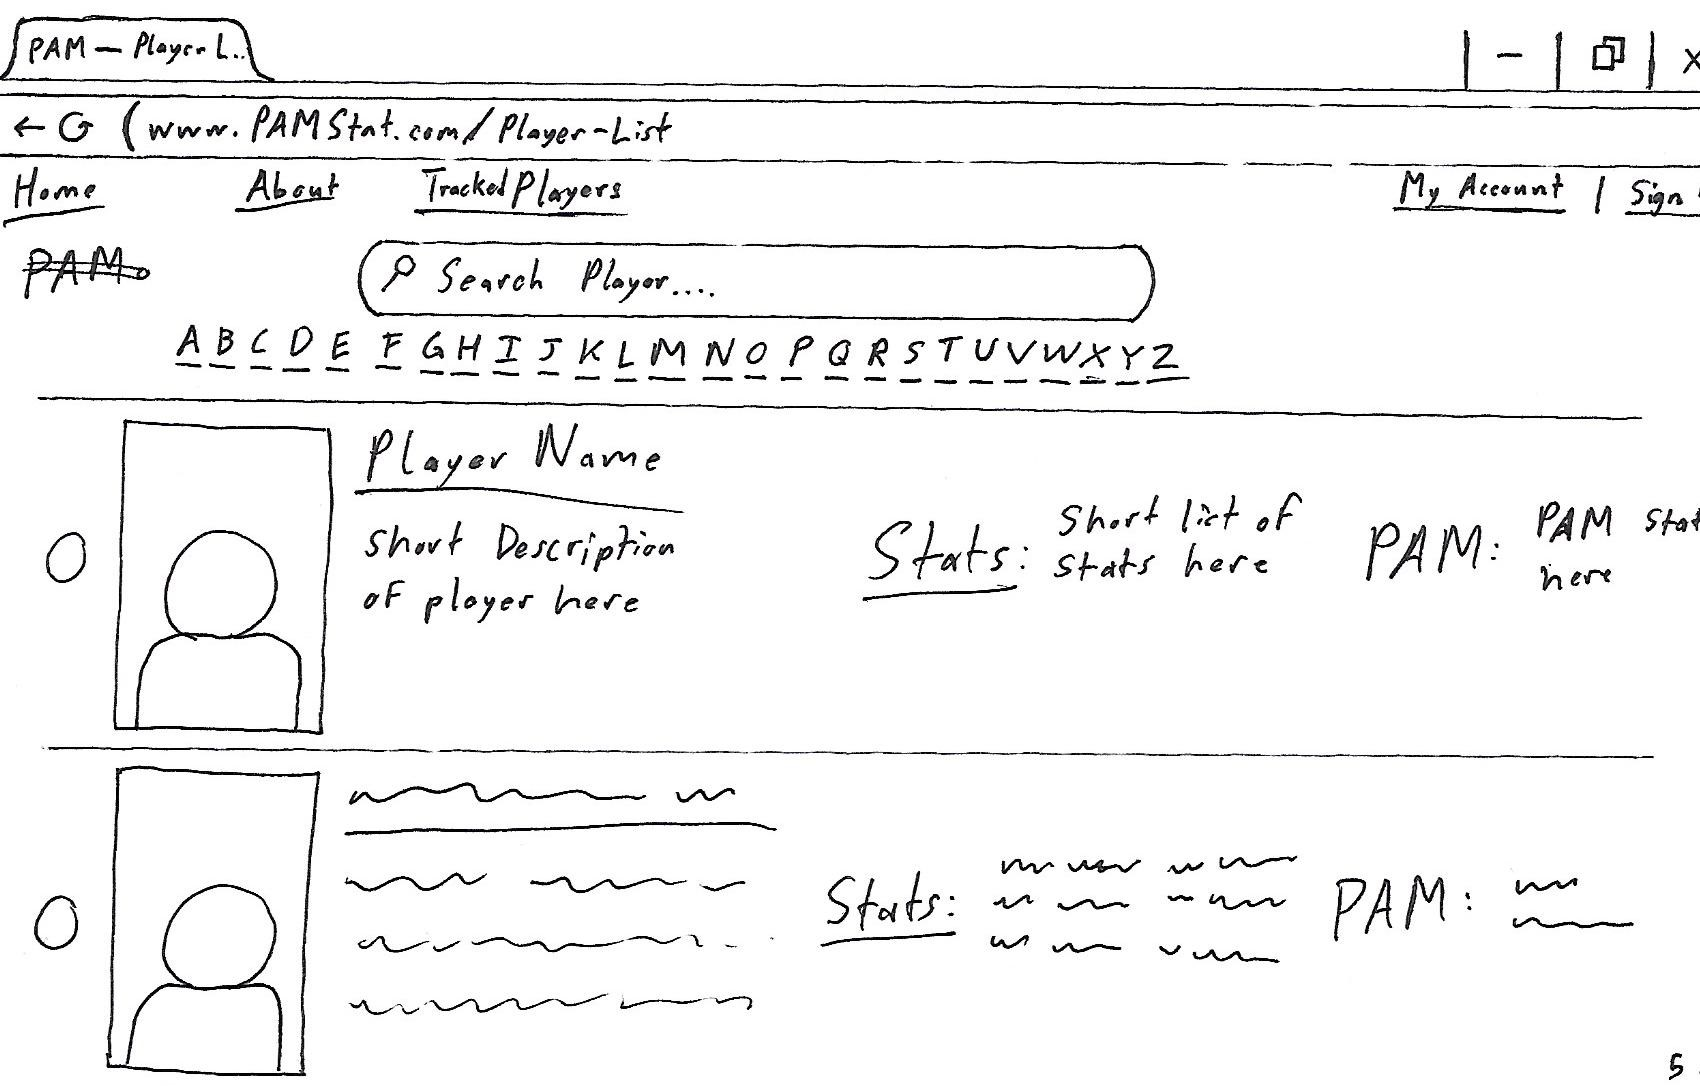 PAM — Player L..
www.PAMStat.com/Player-List
Home About Tracked Players My Account | Sign
PAM
Search Player....
A B C D E F G H I J K L M N O P Q R S T U V W X Y Z
Player Name
Short Description
of player here
Stats: Short list of
stats here
PAM: PAM Stat
here
Stats:
PAM:
5